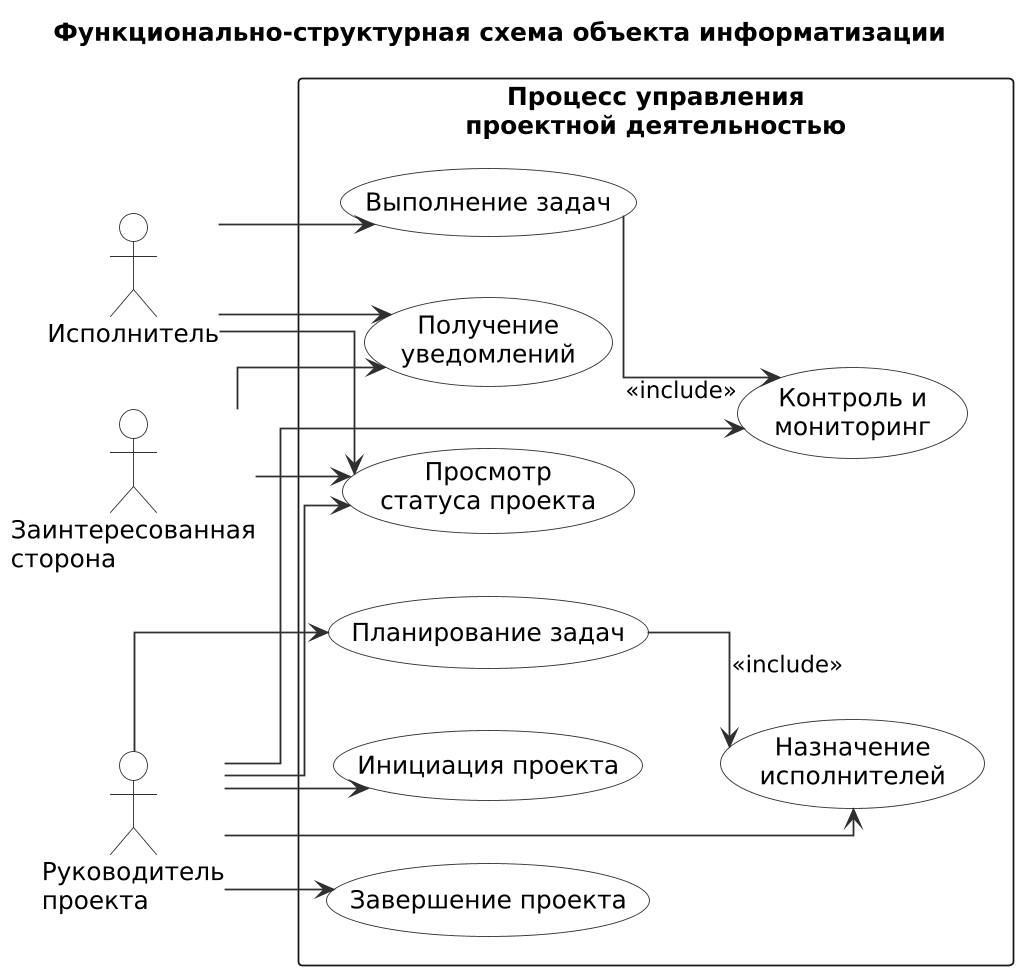 Функционально-структурная схема объекта информатизации
Процесс управления
проектной деятельностью
Выполнение задач
Исполнитель
Получение
уведомлений
«include»
Контроль и
мониторинг
Просмотр
статуса проекта
Заинтересованная
сторона
Планирование задач
«include»
Назначение
исполнителей
Инициация проекта
Руководитель
проекта
Завершение проекта